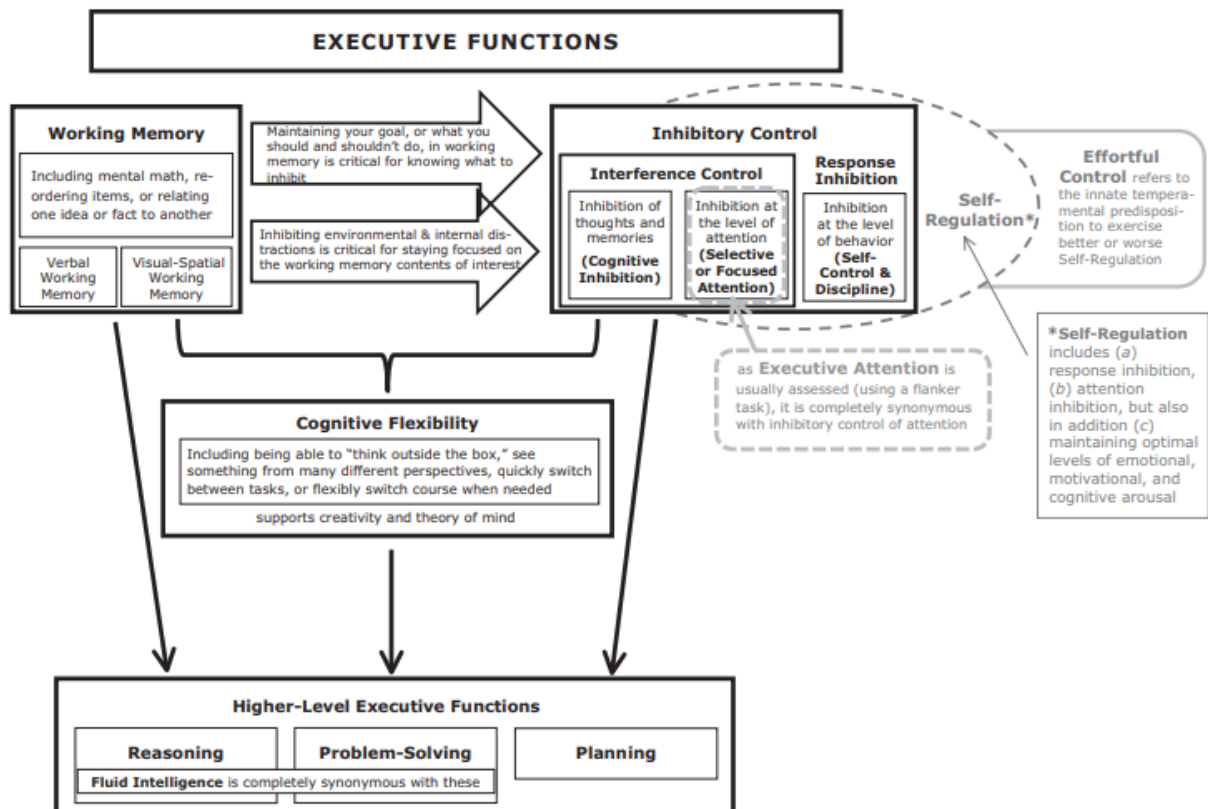 EXECUTIVE FUNCTIONS
Working Memory
Including mental math, re-
ordering items, or relating
one idea or fact to another
Verbal
Working
Memory
Visual-Spatial
Working
Memory
Maintaining your goal, or what you
should and shouldn't do, in working
memory is critical for knowing what to
inhibit
Inhibiting environmental & internal dis-
tractions is critical for staying focused on
the working memory contents of interest
Inhibitory Control
Interference Control
Inhibition of
thoughts and
memories
(Cognitive
Inhibition)
Inhibition at
the level of
attention
(Selective
or Focused
Attention)
Response
Inhibition
Inhibition
at the level
of behavior
(Self-
Control &
Discipline)
Self-
Regulation*
Effortful
Control refers to
the innate tempera-
mental predisposi-
tion to exercise
better or worse
Self-Regulation
*Self-Regulation
includes (a)
response inhibition,
(b) attention
inhibition, but also
in addition (c)
maintaining optimal
levels of emotional,
motivational, and
cognitive arousal
as Executive Attention is
usually assessed (using a flanker
task), it is completely synonymous
with inhibitory control of attention
Cognitive Flexibility
Including being able to “think outside the box,” see
something from many different perspectives, quickly switch
between tasks, or flexibly switch course when needed
supports creativity and theory of mind
Higher-Level Executive Functions
Reasoning
Problem-Solving
Planning
Fluid Intelligence is completely synonymous with these